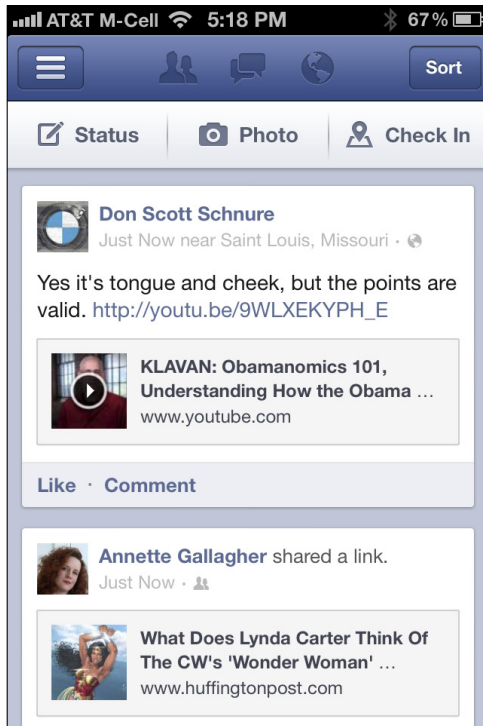 AT&T M-Cell 5:18 PM 67%
Sort
Status Photo Check In
Don Scott Schnure
Just Now near Saint Louis, Missouri ·
Yes it's tongue and cheek, but the points are
valid. http://youtu.be/9WLXEKYPH_E
KLAVAN: Obamanomics 101,
Understanding How the Obama ...
www.youtube.com
Like · Comment
Annette Gallagher shared a link.
Just Now ·
What Does Lynda Carter Think Of
The CW's 'Wonder Woman' ...
www.huffingtonpost.com